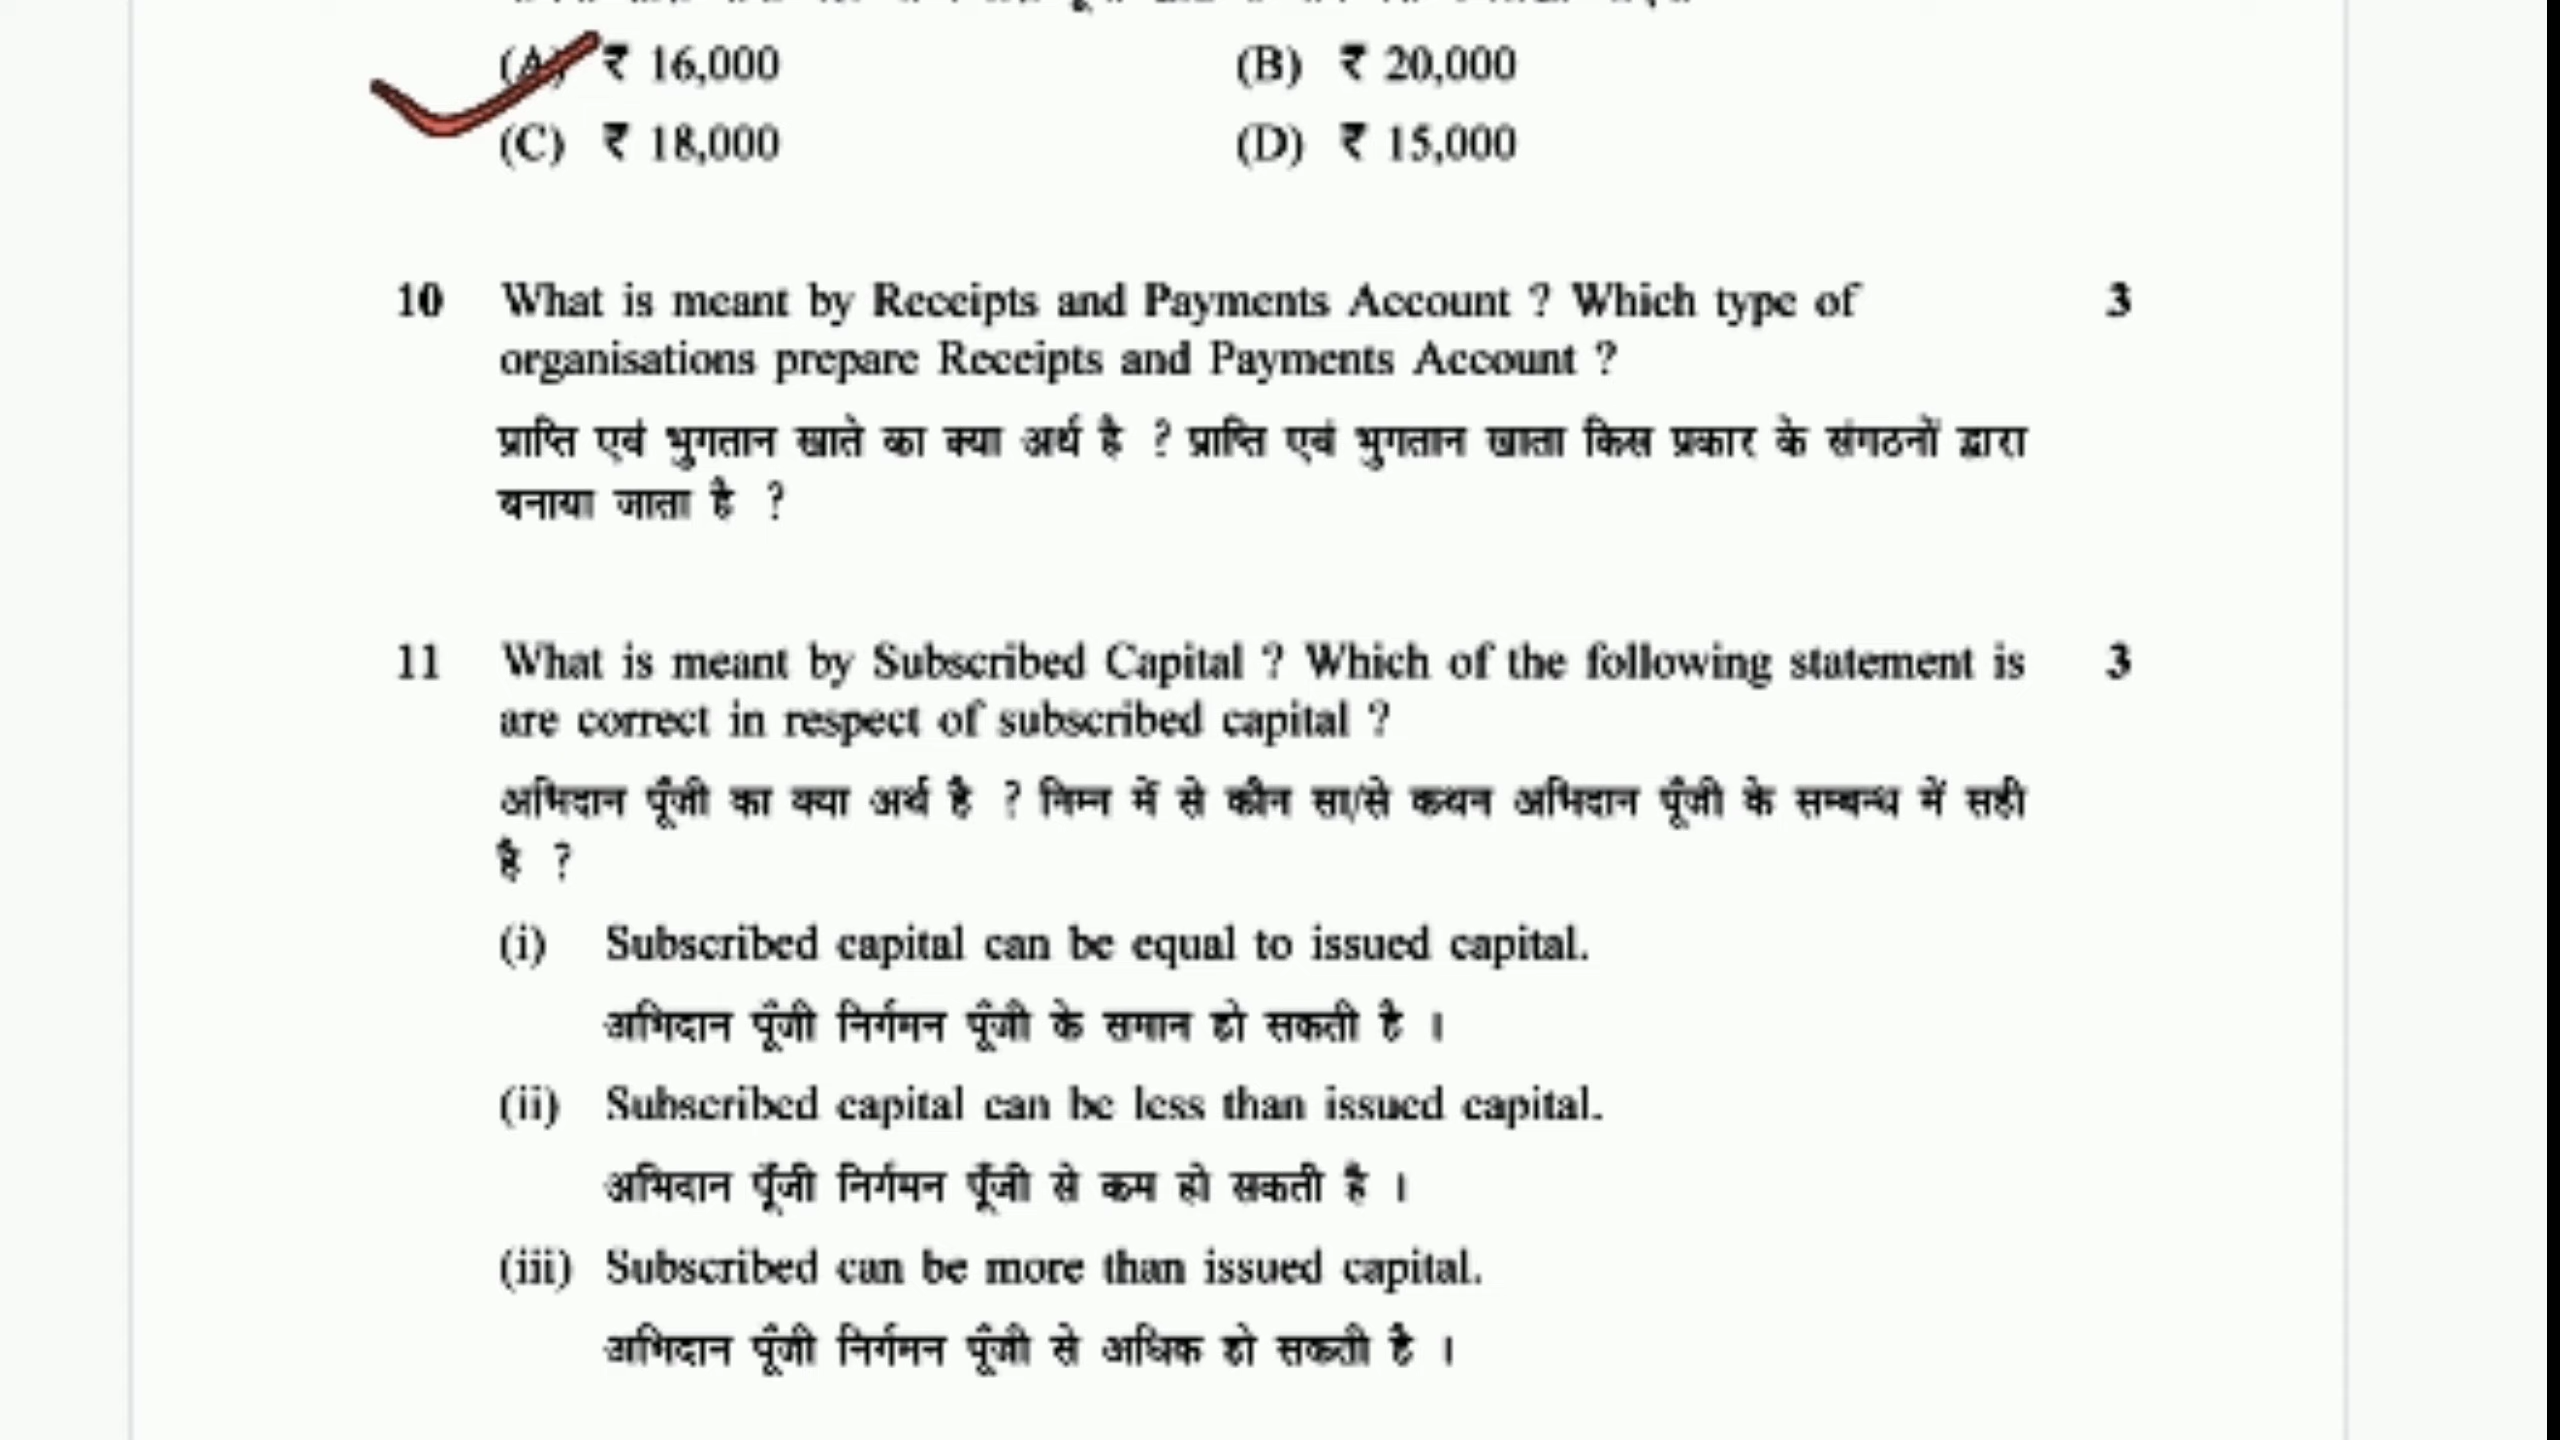 (A) ₹ 16,000 (B) ₹ 20,000
(C) ₹ 18,000 (D) ₹ 15,000
10 What is meant by Receipts and Payments Account ? Which type of 3
organisations prepare Receipts and Payments Account ?
प्राप्ति एवं भुगतान खाते का क्या अर्थ है ? प्राप्ति एवं भुगतान खाता किस प्रकार के संगठनों द्वारा
बनाया जाता है ?
11 What is meant by Subscribed Capital ? Which of the following statement is 3
are correct in respect of subscribed capital ?
अभिदान पूँजी का क्या अर्थ है ? निम्न में से कौन सा/से कथन अभिदान पूँजी के सम्बन्ध में सही
है ?
(i) Subscribed capital can be equal to issued capital.
अभिदान पूँजी निर्गमन पूँजी के समान हो सकती है ।
(ii) Subscribed capital can be less than issued capital.
अभिदान पूँजी निर्गमन पूँजी से कम हो सकती है ।
(iii) Subscribed can be more than issued capital.
अभिदान पूँजी निर्गमन पूँजी से अधिक हो सकती है ।